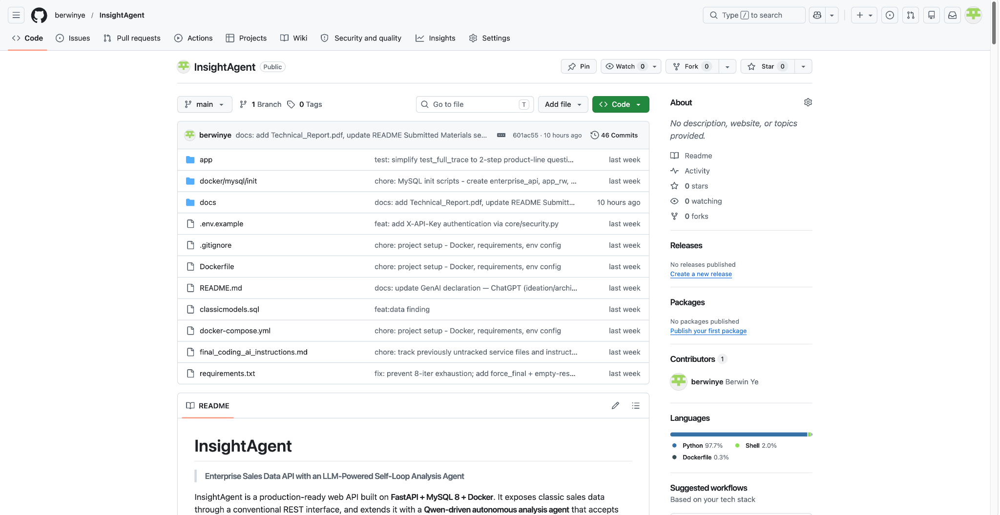 berwinye / InsightAgent
Type / to search
Code Issues Pull requests Actions Projects Wiki Security and quality Insights Settings
InsightAgent Public
Pin Watch 0 Fork 0 Star 0
main 1 Branch 0 Tags
Go to file T Add file Code
berwinye docs: add Technical_Report.pdf, update README Submitted Materials se... 601ac55 · 10 hours ago 46 Commits
app test: simplify test_full_trace to 2-step product-line questi... last week
docker/mysql/init chore: MySQL init scripts - create enterprise_api, app_rw, ... last week
docs docs: add Technical_Report.pdf, update README Submitt... 10 hours ago
.env.example feat: add X-API-Key authentication via core/security.py last week
.gitignore chore: project setup - Docker, requirements, env config last week
Dockerfile chore: project setup - Docker, requirements, env config last week
README.md docs: update GenAI declaration — ChatGPT (ideation/archi... last week
classicmodels.sql feat:data finding last week
docker-compose.yml chore: project setup - Docker, requirements, env config last week
final_coding_ai_instructions.md chore: track previously untracked service files and instruct... last week
requirements.txt fix: prevent 8-iter exhaustion; add force_final + empty-res... last week
README
InsightAgent
Enterprise Sales Data API with an LLM-Powered Self-Loop Analysis Agent
InsightAgent is a production-ready web API built on FastAPI + MySQL 8 + Docker. It exposes classic sales data
through a conventional REST interface, and extends it with a Qwen-driven autonomous analysis agent that accepts
About
No description, website, or topics
provided.
Readme
Activity
0 stars
0 watching
0 forks
Releases
No releases published
Create a new release
Packages
No packages published
Publish your first package
Contributors 1
berwinye Berwin Ye
Languages
Python 97.7% Shell 2.0%
Dockerfile 0.3%
Suggested workflows
Based on your tech stack